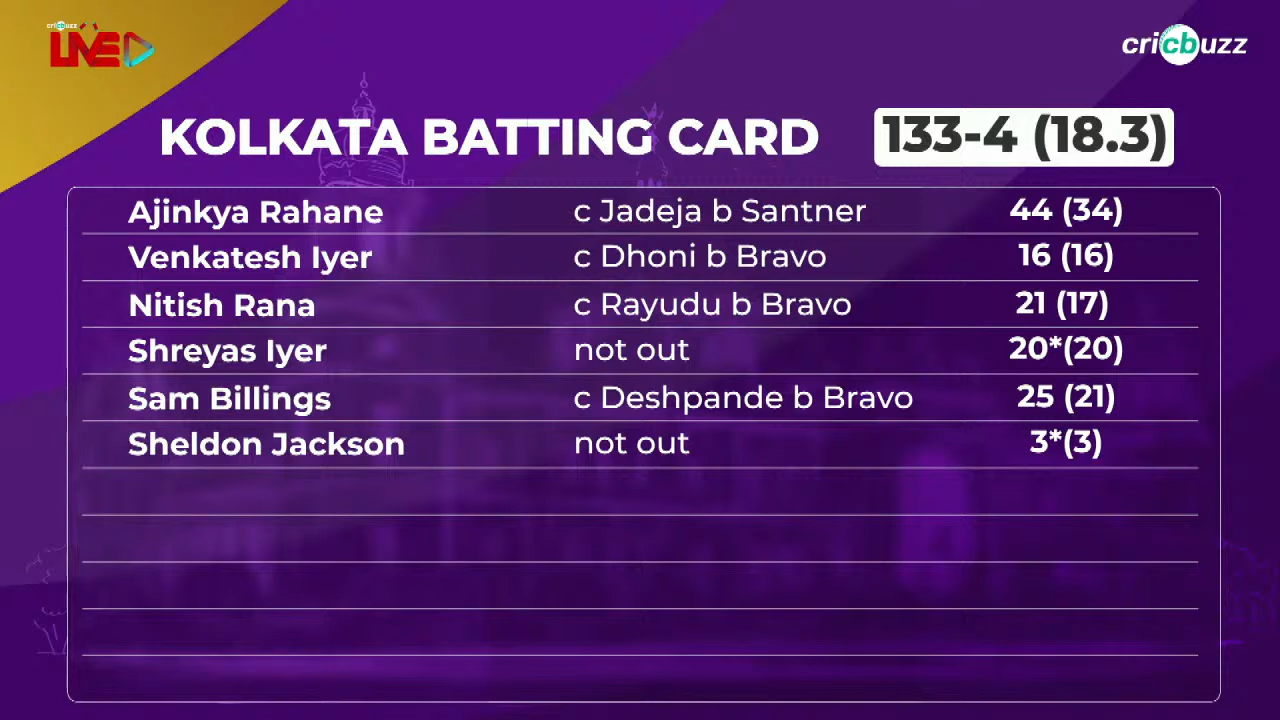 cricbuzz
LIVE
cricbuzz
KOLKATA BATTING CARD 133-4 (18.3)
Ajinkya Rahane c Jadeja b Santner 44 (34)
Venkatesh Iyer c Dhoni b Bravo 16 (16)
Nitish Rana c Rayudu b Bravo 21 (17)
Shreyas Iyer not out 20*(20)
Sam Billings c Deshpande b Bravo 25 (21)
Sheldon Jackson not out 3*(3)